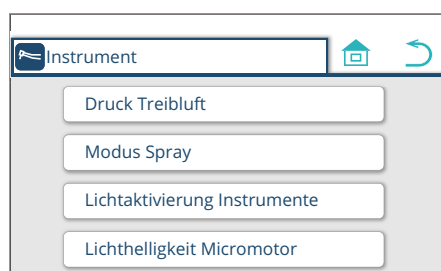 Instrument
Druck Treibluft
Modus Spray
Lichtaktivierung Instrumente
Lichthelligkeit Micromotor